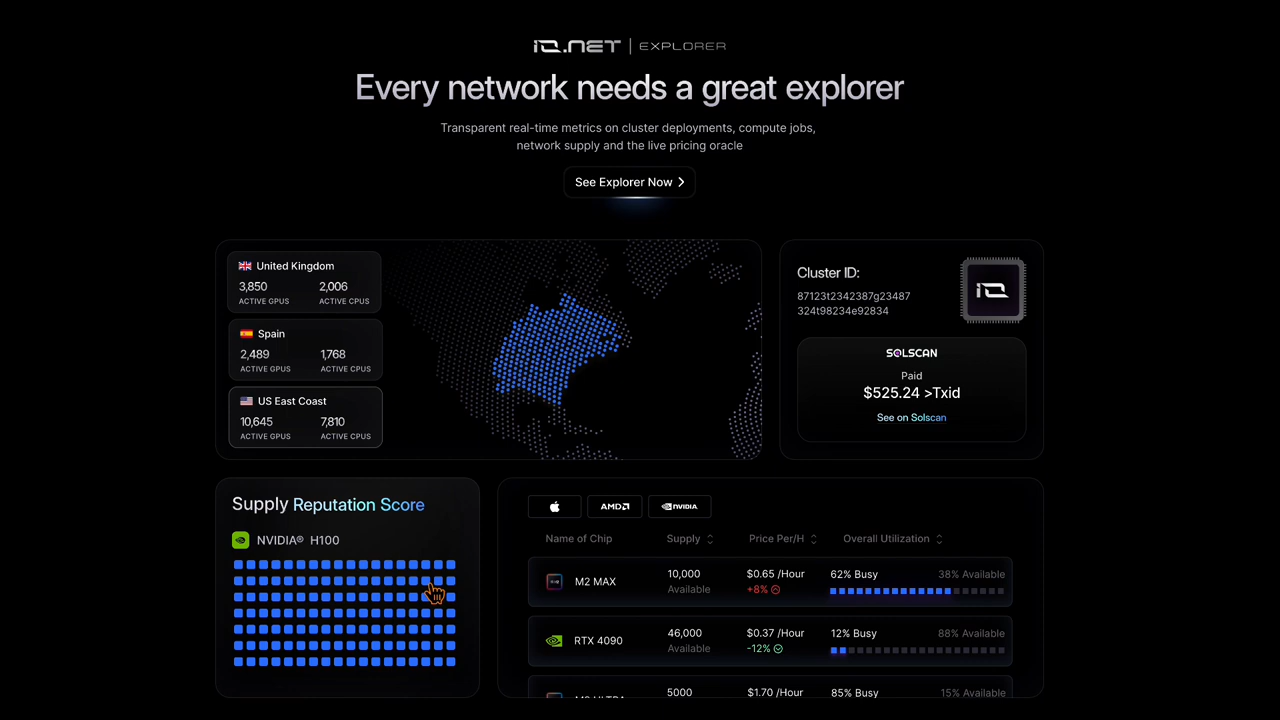 IO.NET | EXPLORER
Every network needs a great explorer
Transparent real-time metrics on cluster deployments, compute jobs,
network supply and the live pricing oracle
See Explorer Now
United Kingdom
3,850 2,006
ACTIVE GPUS ACTIVE CPUS
Spain
2,489 1,768
ACTIVE GPUS ACTIVE CPUS
US East Coast
10,645 7,810
ACTIVE GPUS ACTIVE CPUS
Cluster ID:
87123t2342387g23487
324t98234e92834
IO
SOLSCAN
Paid
$525.24 >Txid
See on Solscan
Supply Reputation Score
NVIDIA® H100
AMD NVIDIA
Name of Chip Supply Price Per/H Overall Utilization
M2 MAX 10,000 $0.65 /Hour 62% Busy 38% Available
Available +8%
RTX 4090 46,000 $0.37 /Hour 12% Busy 88% Available
Available -12%
5000 $1.70 /Hour 85% Busy 15% Available